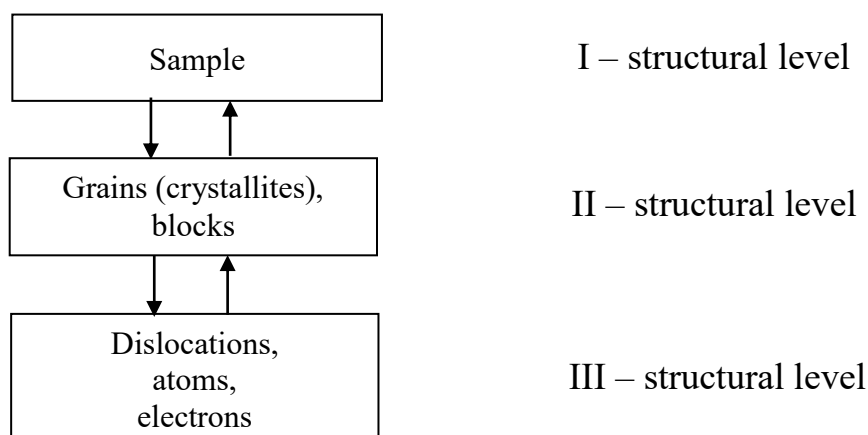 Sample
I – structural level
Grains (crystallites),
blocks
II – structural level
Dislocations,
atoms,
electrons
III – structural level